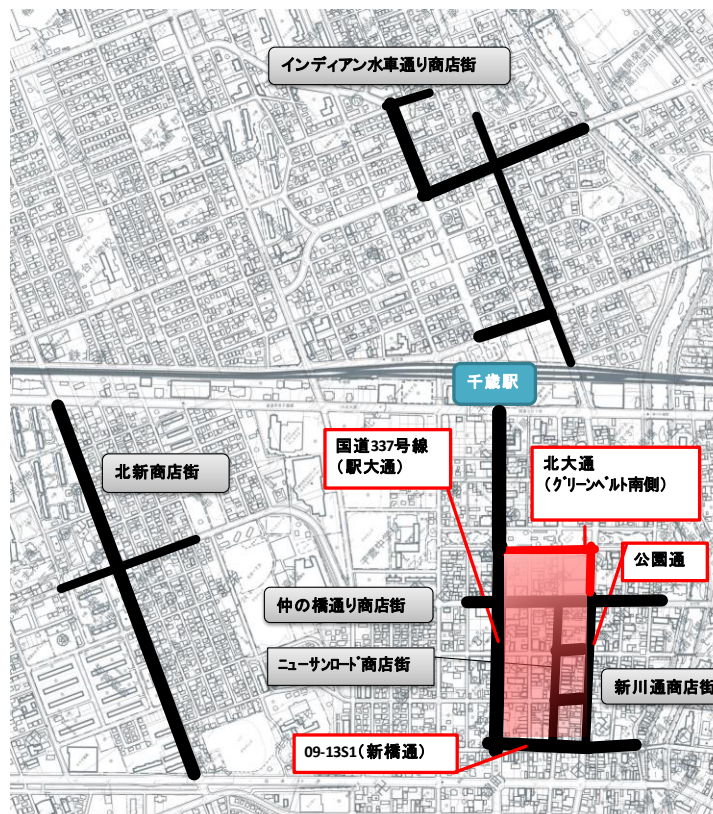 インディアン水車通り商店街
千歳駅
国道337号線
（駅大通）
北大通
（グリーンベルト南側）
北新商店街
公園通
仲の橋通り商店街
ニューサンロード商店街
新川通商店街
09-13S1（新橋通）